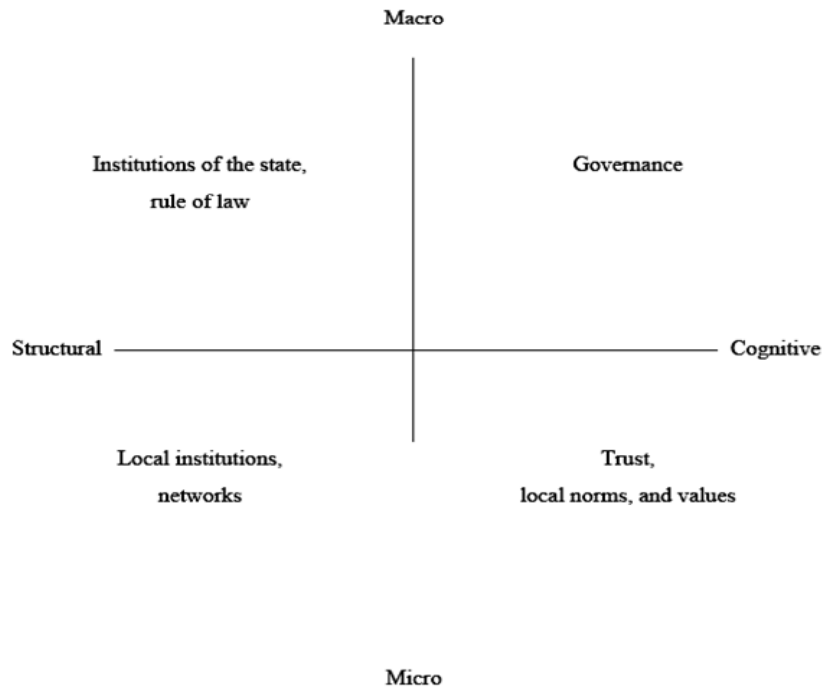 Macro
Institutions of the state,
rule of law
Governance
Structural
Cognitive
Local institutions,
networks
Trust,
local norms, and values
Micro